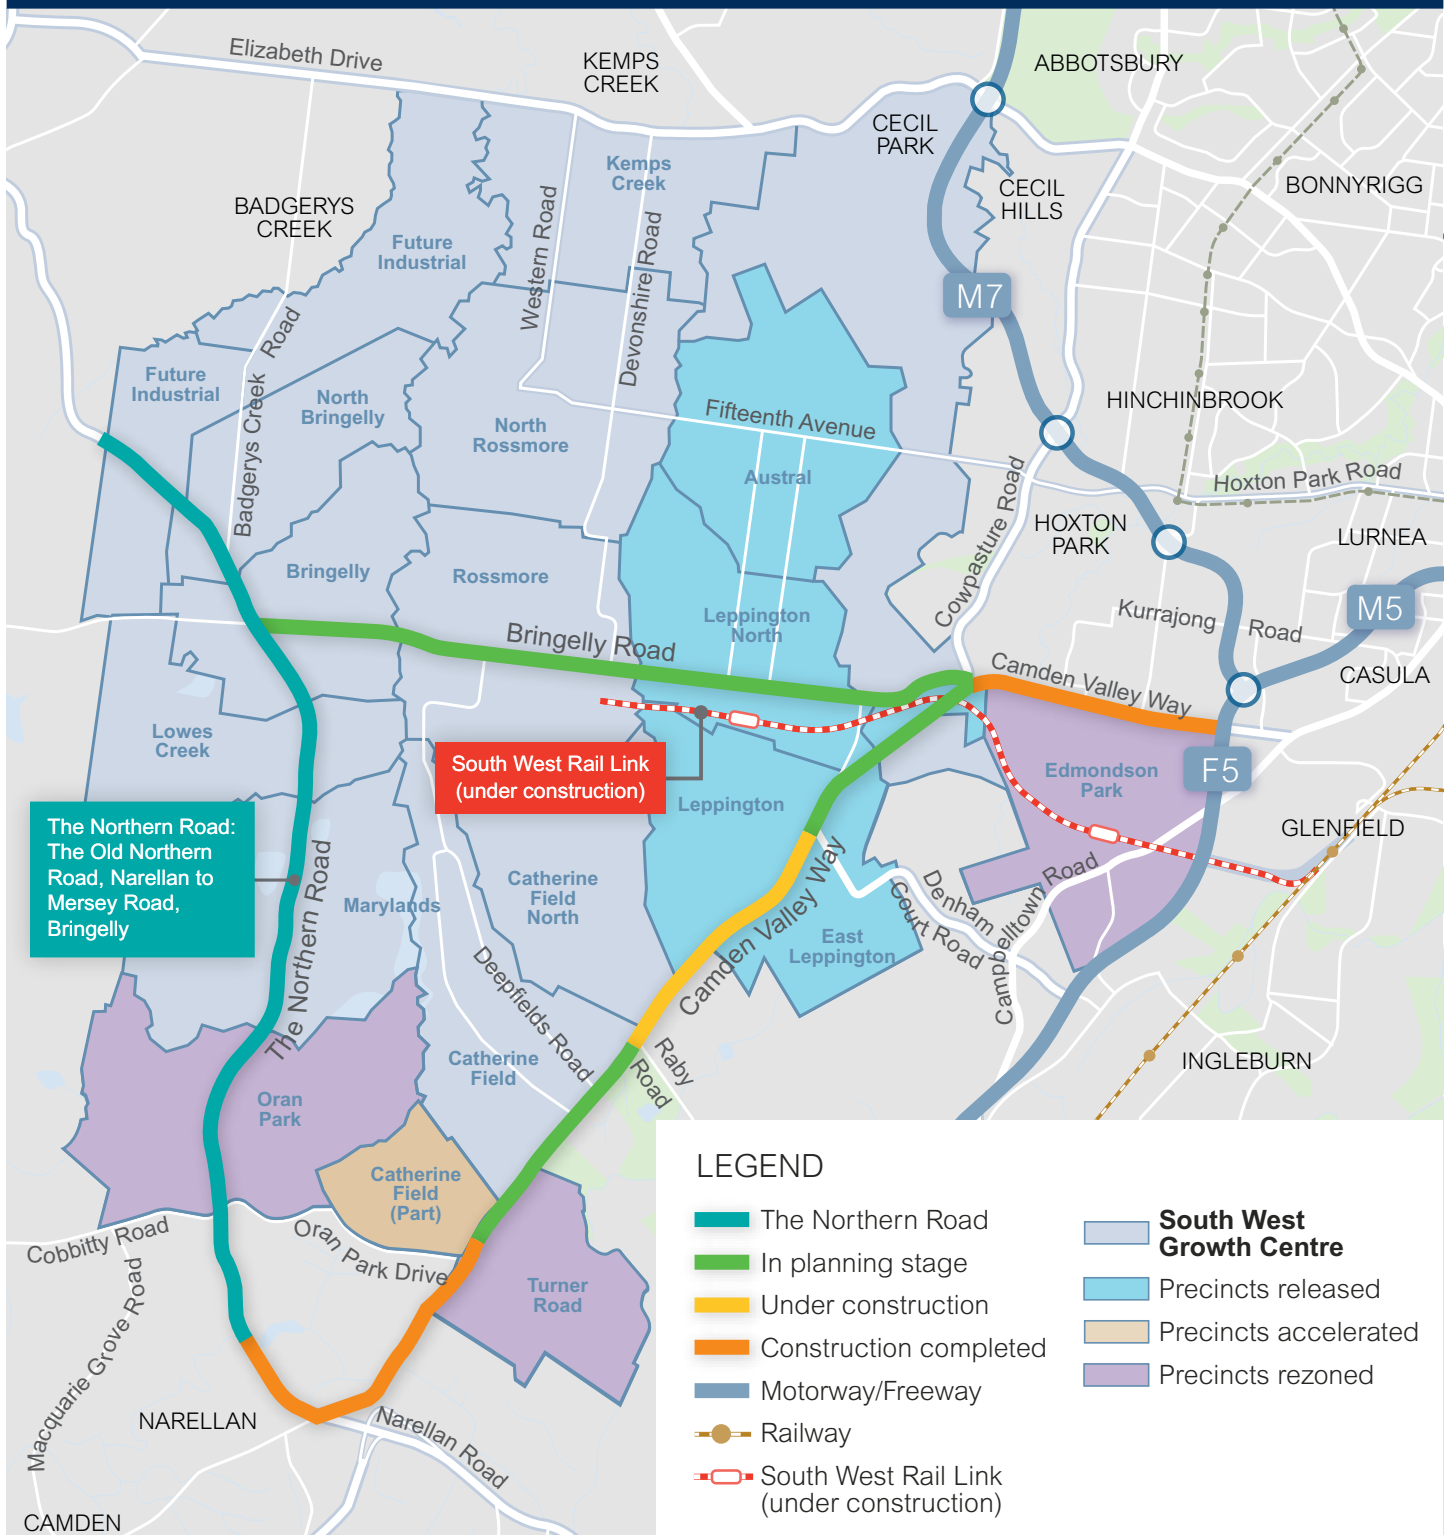 Elizabeth Drive
KEMPS
CREEK
ABBOTSBURY
CECIL
PARK
Kemps
Creek
CECIL
HILLS
BONNYRIGG
BADGERYS
CREEK
Future
Industrial
Western Road
Devonshire Road
M7
Badgerys Creek Road
Future
Industrial
North
Bringelly
North
Rossmore
Fifteenth Avenue
HINCHINBROOK
Austral
Cowpasture Road
Hoxton Park Road
HOXTON
PARK
LURNEA
Bringelly
Rossmore
Leppington
North
Kurrajong Road
M5
Bringelly Road
Camden Valley Way
CASULA
Lowes
Creek
South West Rail Link
(under construction)
Leppington
Edmondson
Park
F5
GLENFIELD
The Northern Road:
The Old Northern
Road, Narellan to
Mersey Road,
Bringelly
The Northern Road
Marylands
Catherine
Field
North
Camden Valley Way
East
Leppington
Denham
Court Road
Campbelltown Road
Deepfields Road
Catherine
Field
Raby
Road
INGLEBURN
Oran
Park
Catherine
Field
(Part)
Cobbitty Road
Oran Park Drive
Turner
Road
Macquarie Grove Road
NARELLAN
Narellan Road
CAMDEN
LEGEND
The Northern Road
In planning stage
Under construction
Construction completed
Motorway/Freeway
Railway
South West Rail Link
(under construction)
South West
Growth Centre
Precincts released
Precincts accelerated
Precincts rezoned